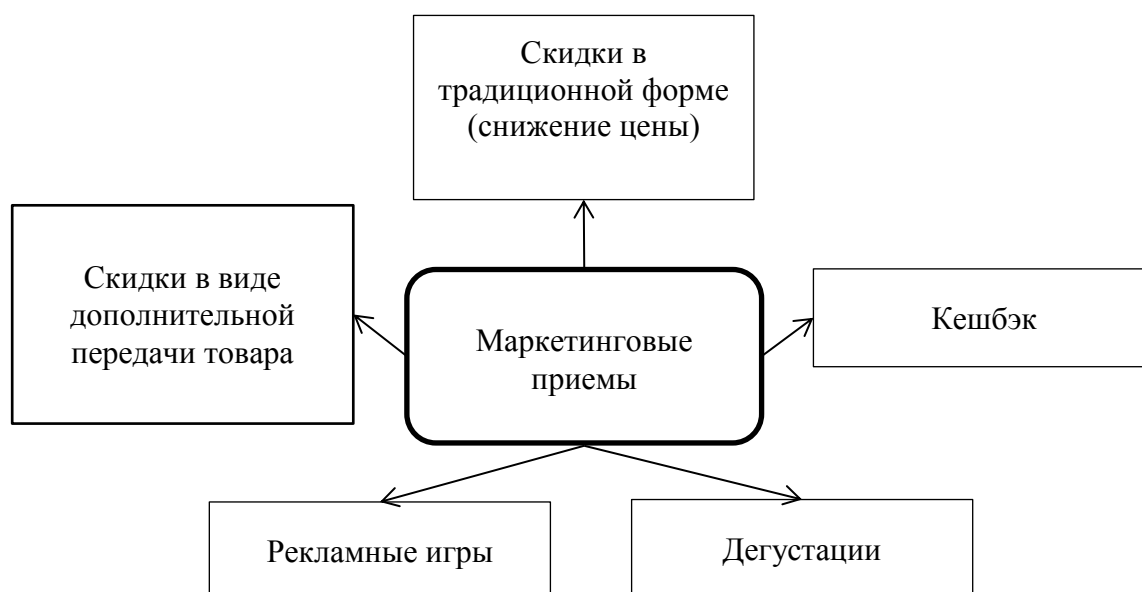 Скидки в
традиционной форме
(снижение цены)
Скидки в виде
дополнительной
передачи товара
Маркетинговые
приемы
Кешбэк
Рекламные игры
Дегустации